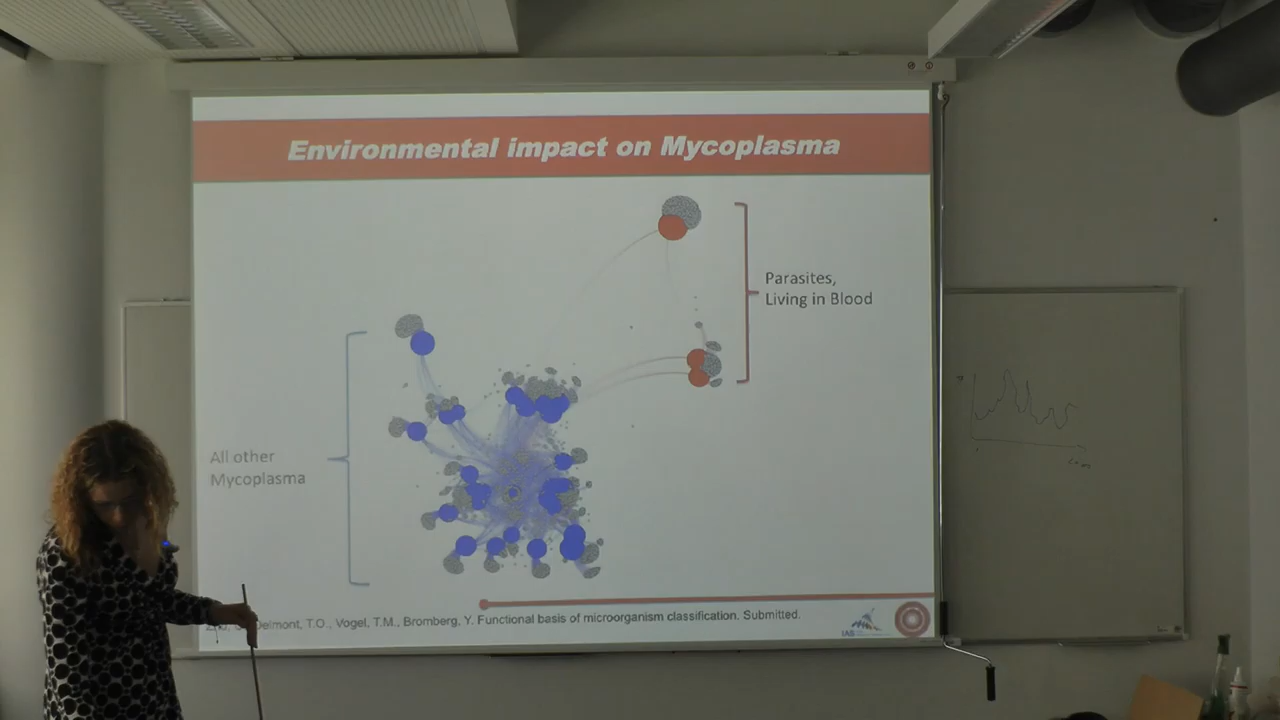 Environmental impact on Mycoplasma
Parasites,
Living in Blood
All other
Mycoplasma
Delmont, T.O., Vogel, T.M., Bromberg, Y. Functional basis of microorganism classification. Submitted.
IAS